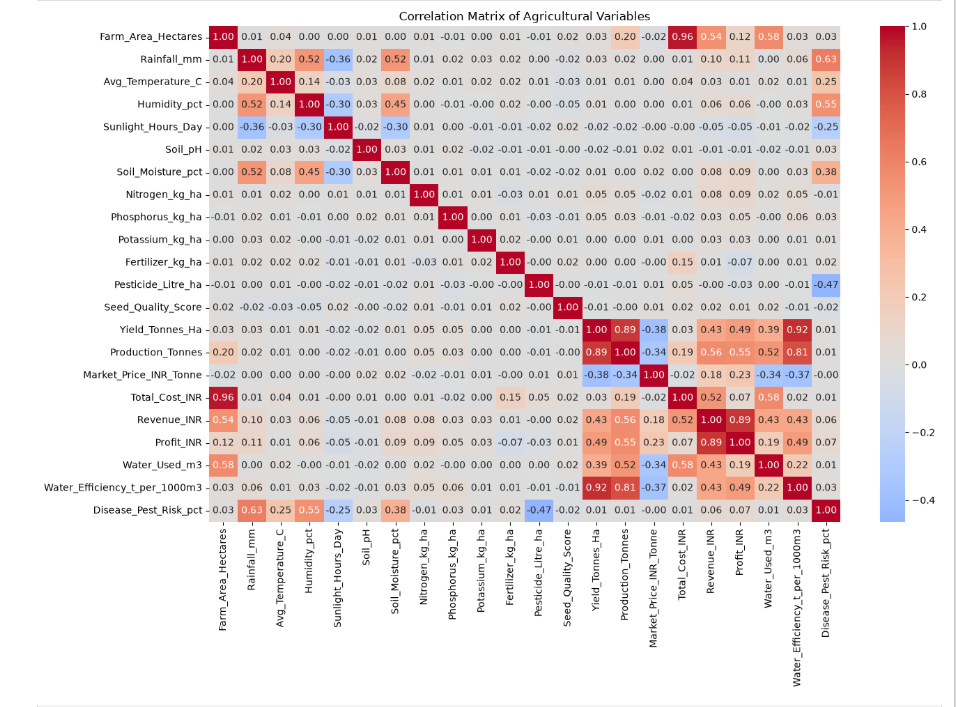 Correlation Matrix of Agricultural Variables
Farm_Area_Hectares 1.00 0.01 0.04 0.00 0.00 0.01 0.00 0.01 -0.01 0.00 0.01 -0.01 0.02 0.03 0.20 -0.02 0.96 0.54 0.12 0.58 0.03 0.03
Rainfall_mm 0.01 1.00 0.20 0.52 -0.36 0.02 0.52 0.01 0.02 0.03 0.02 0.00 -0.02 0.03 0.02 0.00 0.01 0.10 0.11 0.00 0.06 0.63
Avg_Temperature_C 0.04 0.20 1.00 0.14 -0.03 0.03 0.08 0.02 0.01 0.02 0.02 0.00 -0.03 0.01 0.01 0.00 0.04 0.03 0.01 0.02 0.01 0.25
Humidity_pct 0.00 0.52 0.14 1.00 -0.30 0.03 0.45 0.00 -0.01 -0.00 0.02 -0.00 -0.05 0.01 0.00 0.00 0.01 0.06 0.06 -0.00 0.03 0.55
Sunlight_Hours_Day 0.00 -0.36 -0.03 -0.30 1.00 -0.02 -0.30 0.01 0.00 -0.01 -0.01 -0.02 0.02 -0.02 -0.02 -0.00 -0.00 -0.05 -0.05 -0.01 -0.02 -0.25
Soil_pH 0.01 0.02 0.03 0.03 -0.02 1.00 0.03 0.01 0.02 -0.02 0.01 0.01 -0.00 -0.02 -0.01 0.02 0.01 -0.01 -0.01 -0.02 -0.01 0.03
Soil_Moisture_pct 0.00 0.52 0.08 0.45 -0.30 0.03 1.00 0.00 0.01 0.01 0.01 -0.00 -0.02 0.01 0.00 0.02 0.00 0.08 0.09 -0.00 0.03 0.38
Nitrogen_kg_ha 0.01 0.01 0.02 0.00 0.01 0.01 0.00 1.00 0.01 0.01 -0.03 0.01 0.00 0.05 0.05 -0.02 0.01 0.08 0.09 0.02 0.05 -0.01
Phosphorus_kg_ha -0.01 0.02 0.01 -0.01 0.00 0.02 0.01 0.01 1.00 0.00 0.01 -0.03 -0.01 0.05 0.03 -0.01 -0.02 0.03 0.05 -0.00 0.06 0.03
Potassium_kg_ha 0.00 0.03 0.02 -0.00 -0.01 -0.02 0.01 0.01 0.00 1.00 0.02 -0.00 0.01 0.00 0.01 0.00 0.00 0.03 0.03 0.00 0.01 0.01
Fertilizer_kg_ha 0.01 0.02 0.02 0.02 -0.01 0.01 0.01 -0.03 0.01 0.02 1.00 -0.00 0.02 0.00 0.00 0.00 0.15 0.01 -0.07 0.00 0.01 0.02
Pesticide_Litre_ha -0.01 0.00 0.00 -0.00 -0.02 0.01 -0.00 0.01 -0.03 -0.00 -0.00 1.00 0.00 -0.01 -0.01 0.01 0.05 -0.00 -0.03 -0.00 0.01 -0.47
Seed_Quality_Score 0.02 -0.02 -0.03 -0.05 0.02 -0.00 -0.02 0.00 -0.01 0.01 0.02 0.00 1.00 -0.01 -0.00 -0.01 0.02 0.02 0.01 0.02 -0.01 -0.02
Yield_Tonnes_Ha 0.03 0.03 0.01 0.01 -0.02 -0.02 0.01 0.05 0.05 0.00 0.00 -0.01 -0.01 1.00 0.89 -0.38 0.03 0.43 0.49 0.39 0.92 0.01
Production_Tonnes 0.20 0.02 0.01 0.00 -0.02 -0.01 0.00 0.05 0.03 0.01 0.00 -0.01 -0.00 0.89 1.00 -0.34 0.19 0.56 0.55 0.52 0.81 0.01
Market_Price_INR_Tonne -0.02 0.00 0.00 0.00 -0.00 0.02 0.02 -0.02 -0.01 0.00 0.00 0.01 -0.01 -0.38 -0.34 1.00 -0.02 0.18 0.23 -0.34 -0.37 -0.00
Total_Cost_INR 0.96 0.01 0.04 0.01 -0.00 0.01 0.00 0.01 -0.02 0.00 0.15 0.05 0.02 0.03 0.19 -0.02 1.00 0.52 0.07 0.58 0.02 0.01
Revenue_INR 0.54 0.10 0.03 0.06 -0.05 -0.01 0.08 0.08 0.03 0.03 0.01 -0.00 0.02 0.43 0.56 0.18 0.52 1.00 0.89 0.43 0.43 0.06
Profit_INR 0.12 0.11 0.01 0.06 -0.05 -0.01 0.09 0.09 0.05 0.03 -0.07 -0.03 0.01 0.49 0.55 0.23 0.07 0.89 1.00 0.19 0.49 0.07
Water_Used_m3 0.58 0.00 0.02 -0.00 -0.01 -0.02 -0.00 0.02 -0.00 0.00 0.00 -0.00 0.02 0.39 0.52 -0.34 0.58 0.43 0.19 1.00 0.22 0.01
Water_Efficiency_t_per_1000m3 0.03 0.06 0.01 0.03 -0.02 -0.01 0.03 0.05 0.06 0.01 0.01 0.01 -0.01 0.92 0.81 -0.37 0.02 0.43 0.49 0.22 1.00 0.03
Disease_Pest_Risk_pct 0.03 0.63 0.25 0.55 -0.25 0.03 0.38 -0.01 0.03 0.01 0.02 -0.47 -0.02 0.01 0.01 -0.00 0.01 0.06 0.07 0.01 0.03 1.00
Farm_Area_Hectares
Rainfall_mm
Avg_Temperature_C
Humidity_pct
Sunlight_Hours_Day
Soil_pH
Soil_Moisture_pct
Nitrogen_kg_ha
Phosphorus_kg_ha
Potassium_kg_ha
Fertilizer_kg_ha
Pesticide_Litre_ha
Seed_Quality_Score
Yield_Tonnes_Ha
Production_Tonnes
Market_Price_INR_Tonne
Total_Cost_INR
Revenue_INR
Profit_INR
Water_Used_m3
Water_Efficiency_t_per_1000m3
Disease_Pest_Risk_pct
1.0
0.8
0.6
0.4
0.2
0.0
−0.2
−0.4